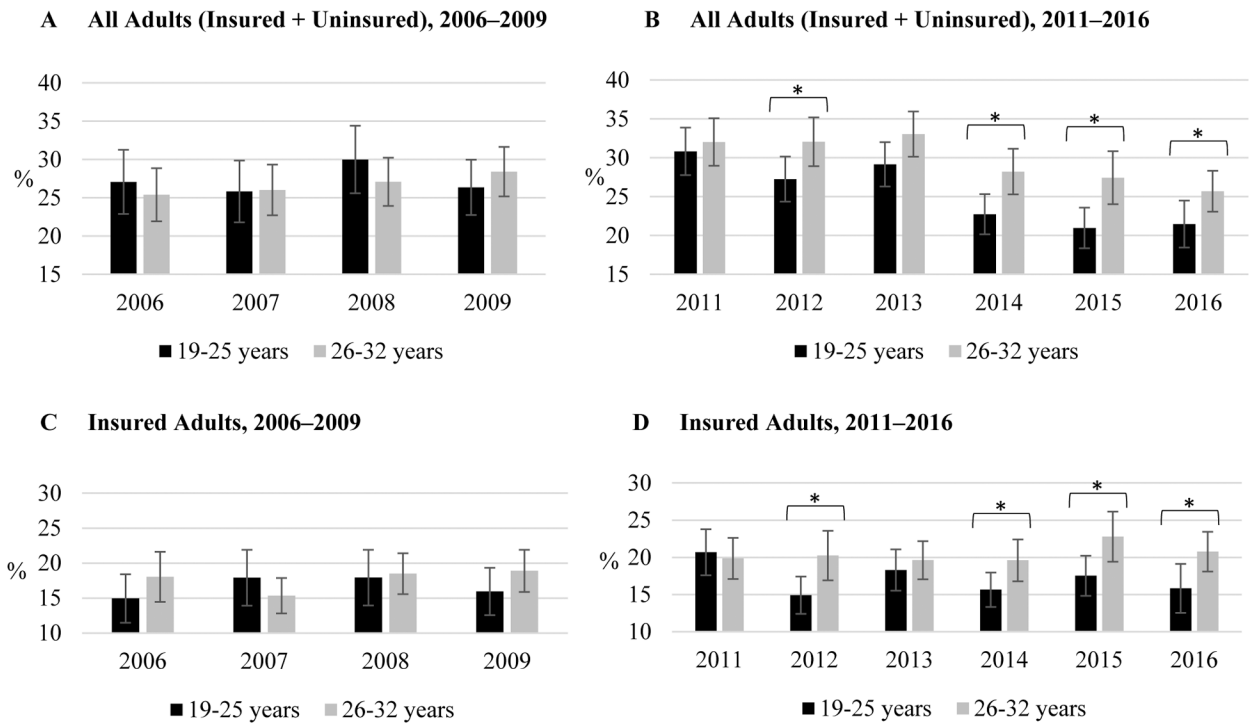 A All Adults (Insured + Uninsured), 2006–2009
40
35
30
%
25
20
15
2006 2007 2008 2009
19-25 years 26-32 years
B All Adults (Insured + Uninsured), 2011–2016
40
35
30
%
25
20
15
* * * *
2011 2012 2013 2014 2015 2016
19-25 years 26-32 years
C Insured Adults, 2006–2009
30
25
20
%
15
10
2006 2007 2008 2009
19-25 years 26-32 years
D Insured Adults, 2011–2016
30
25
20
%
15
10
* * * *
2011 2012 2013 2014 2015 2016
19-25 years 26-32 years